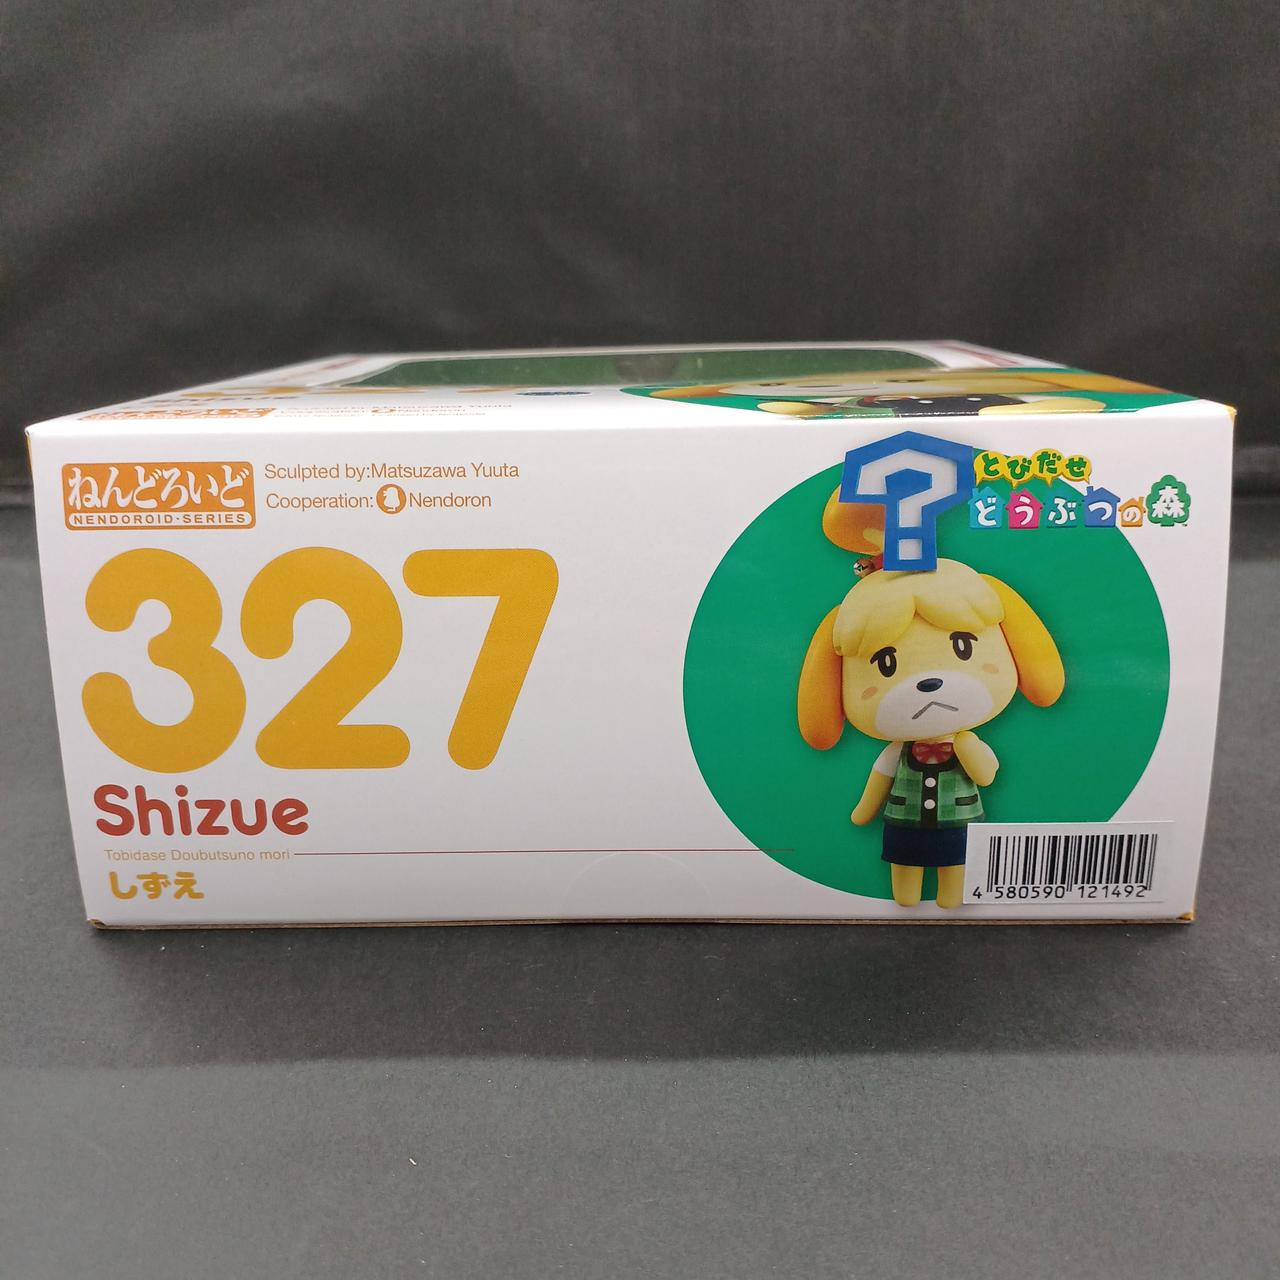 ねんどろいど
NENDOROID·SERIES
Sculpted by:Matsuzawa Yuuta
Cooperation: Nendoron
327
Shizue
Tobidase Doubutsuno mori
しずえ
?
とびだせ
どうぶつの森
4 580590 121492